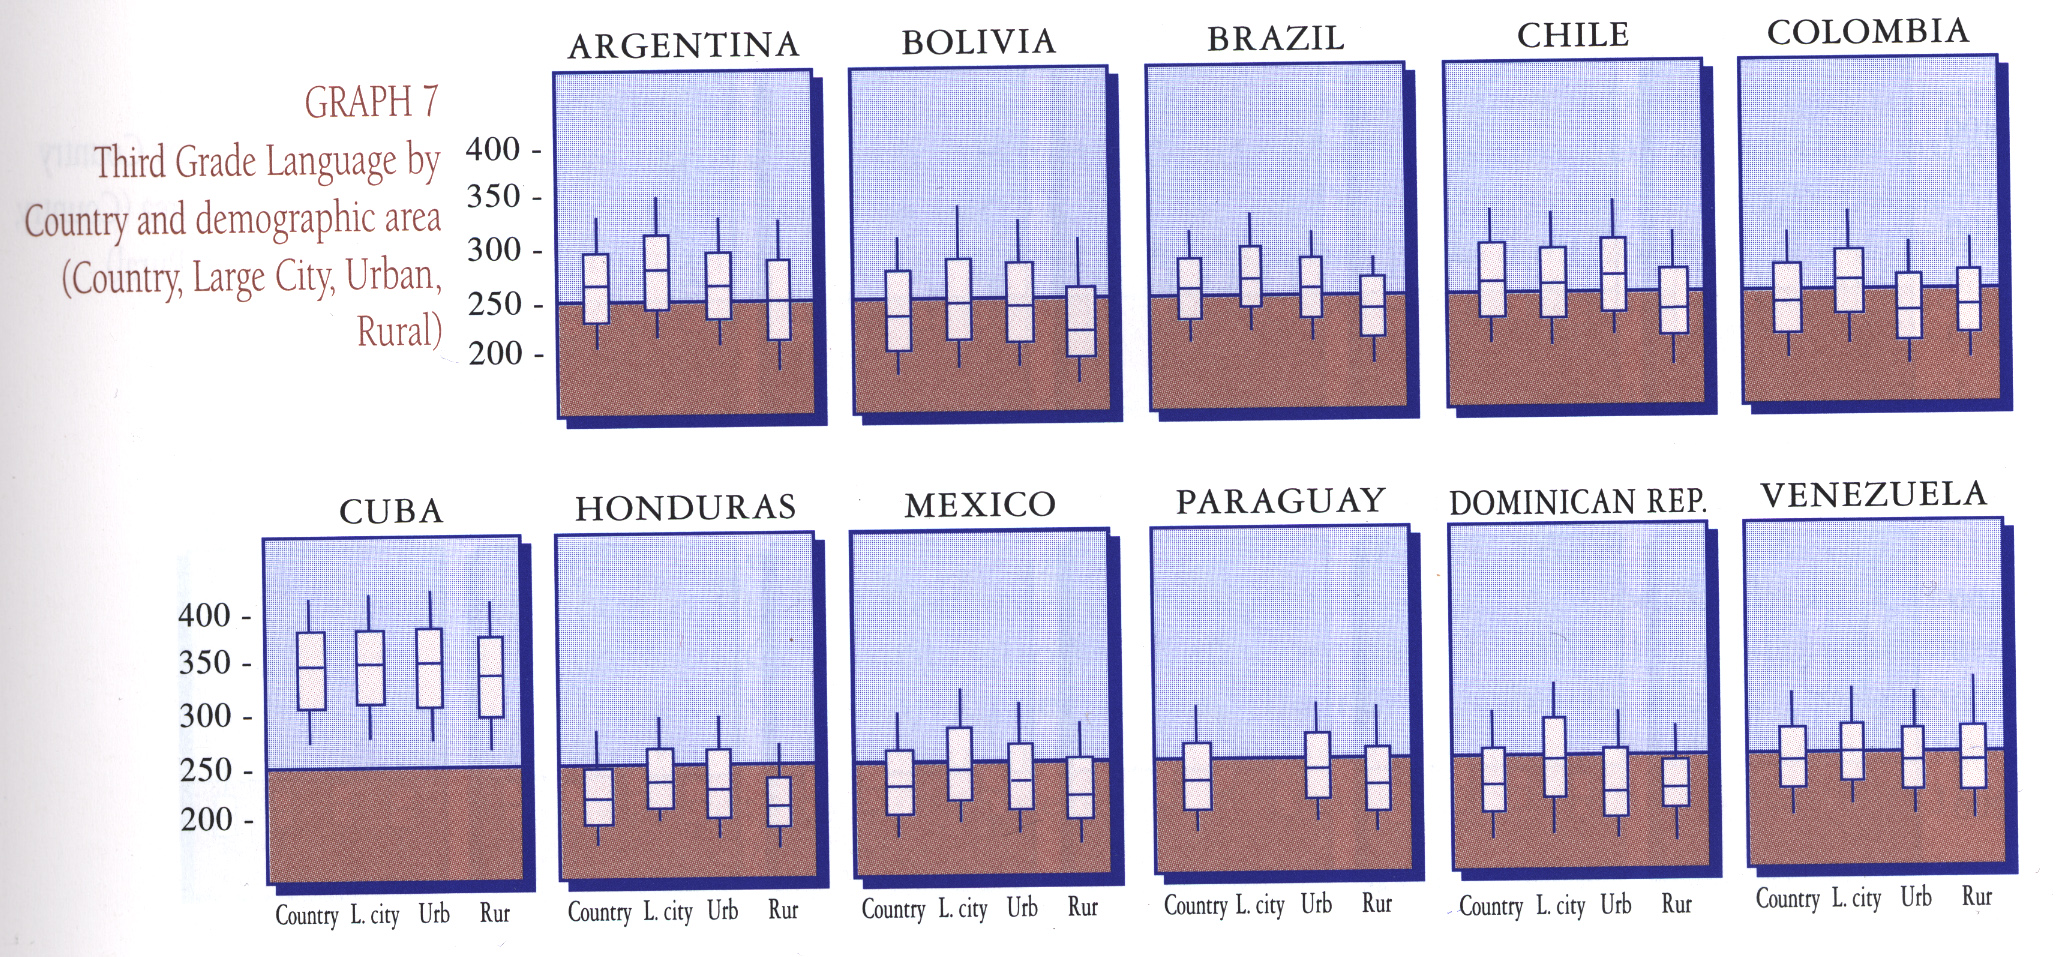 ARGENTINA
BOLIVIA
BRAZIL
CHILE
COLOMBIA
GRAPH 7
Third Grade Language by
Country and demographic area
(Country, Large City, Urban,
Rural)
400 -
350 -
300 -
250 -
200 -
CUBA
HONDURAS
MEXICO
PARAGUAY
DOMINICAN REP.
VENEZUELA
400 -
350 -
300 -
250 -
200 -
Country L. city Urb Rur
Country L. city Urb Rur
Country L. city Urb Rur
Country L. city Urb Rur
Country L. city Urb Rur
Country L. city Urb Rur